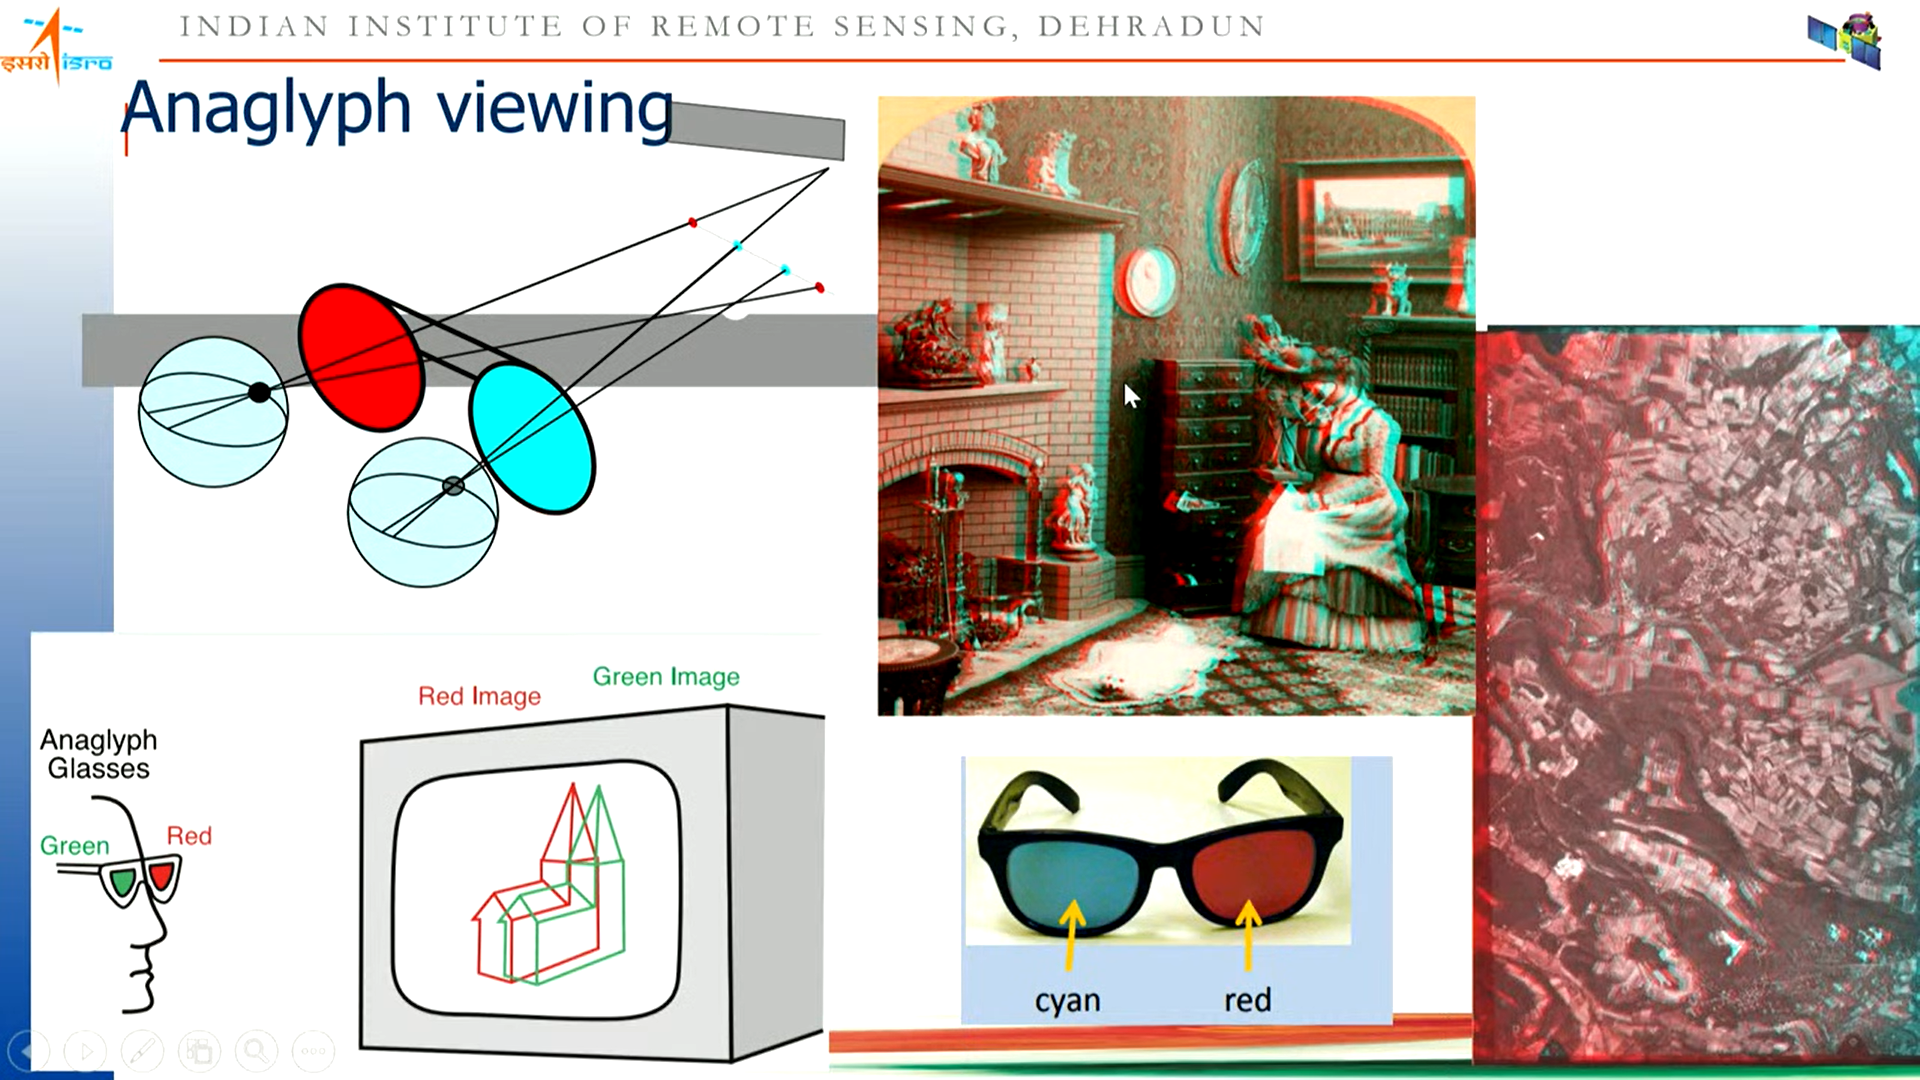 INDIAN INSTITUTE OF REMOTE SENSING, DEHRADUN
इसरो isro
Anaglyph viewing
Red Image
Green Image
Anaglyph
Glasses
Green
Red
cyan
red